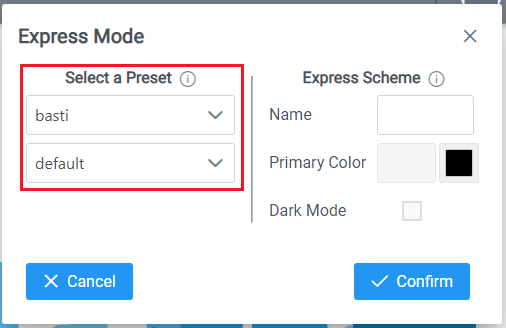 Express Mode
Select a Preset
basti
default
Express Scheme
Name
Primary Color
Dark Mode
Cancel
Confirm